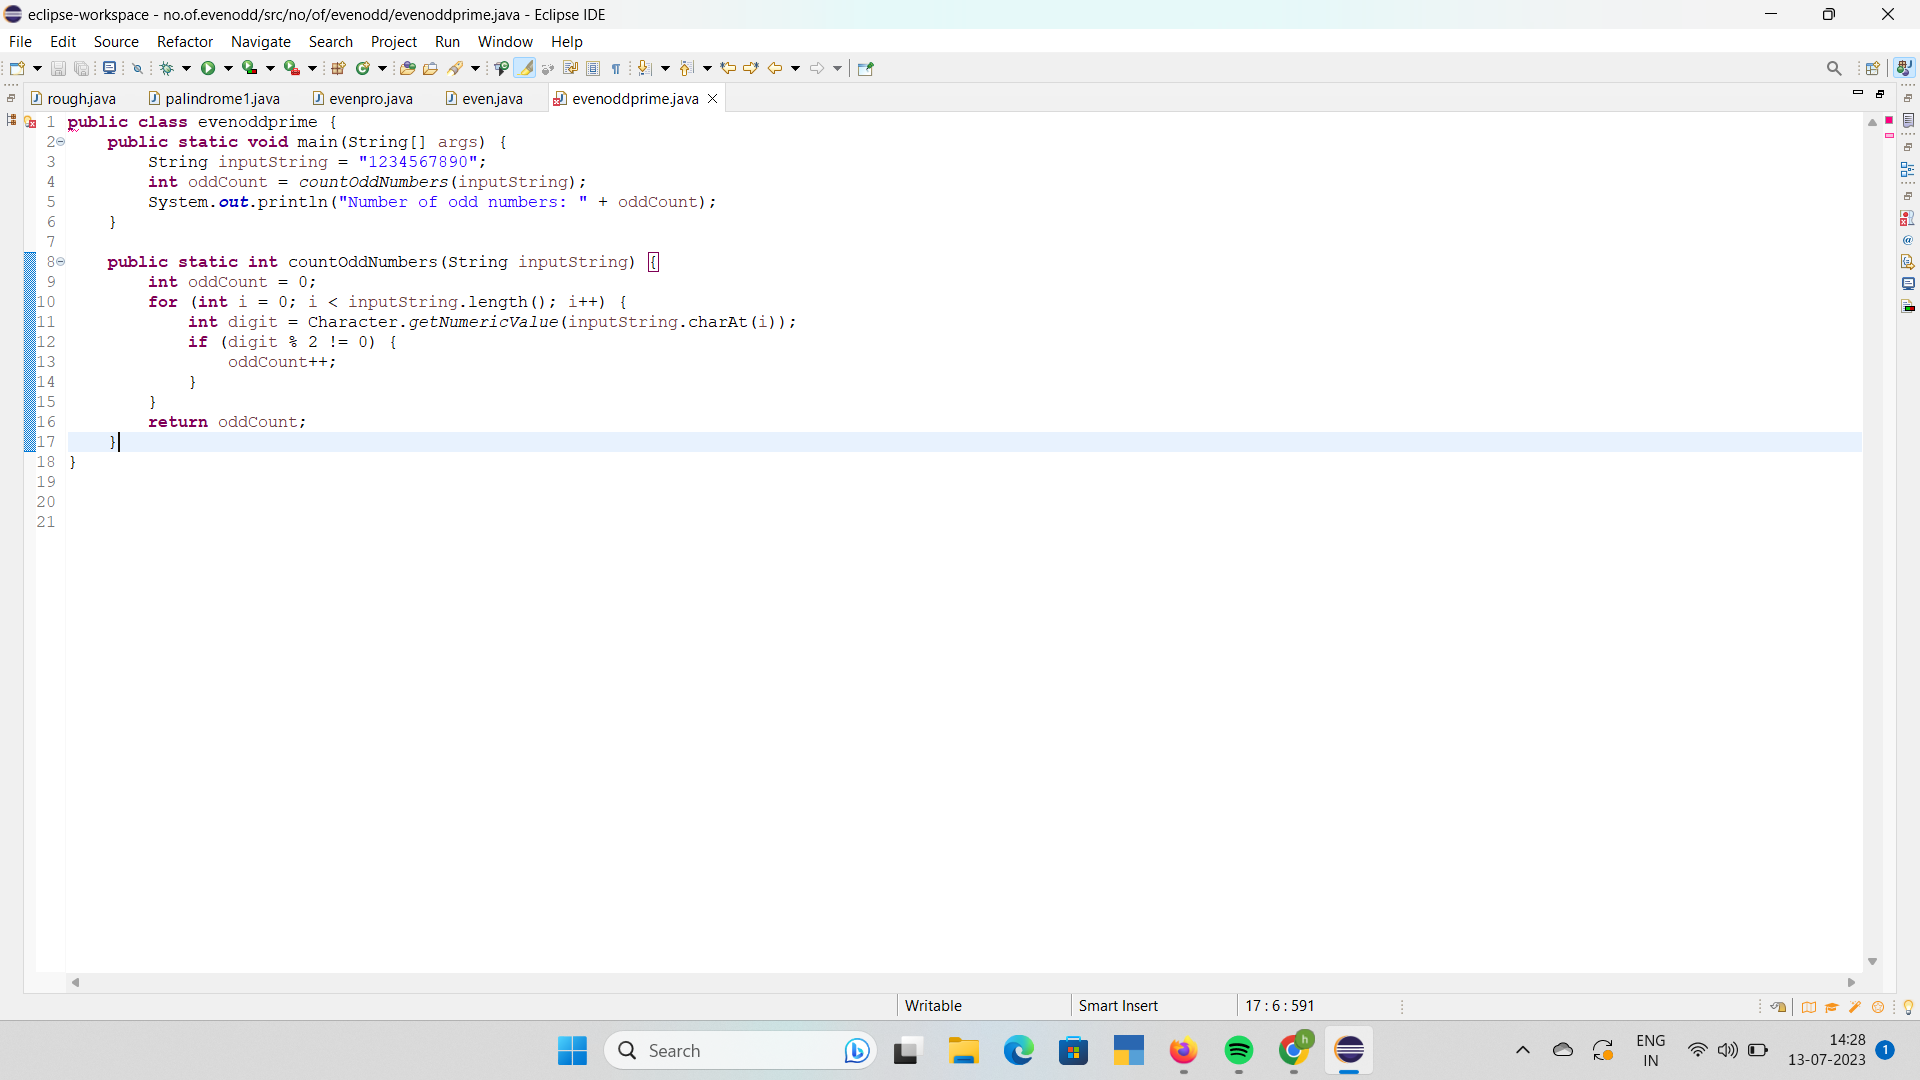 eclipse-workspace - no.of.evenodd/src/no/of/evenodd/evenoddprime.java - Eclipse IDE
File Edit Source Refactor Navigate Search Project Run Window Help
rough.java palindrome1.java evenpro.java even.java evenoddprime.java
1 public class evenoddprime {
2 public static void main(String[] args) {
3 String inputString = "1234567890";
4 int oddCount = countOddNumbers(inputString);
5 System.out.println("Number of odd numbers: " + oddCount);
6 }
7
8 public static int countOddNumbers(String inputString) {
9 int oddCount = 0;
10 for (int i = 0; i < inputString.length(); i++) {
11 int digit = Character.getNumericValue(inputString.charAt(i));
12 if (digit % 2 != 0) {
13 oddCount++;
14 }
15 }
16 return oddCount;
17 }
18 }
19
20
21
Writable Smart Insert 17 : 6 : 591
Search
h
ENG
IN
14:28
13-07-2023
1